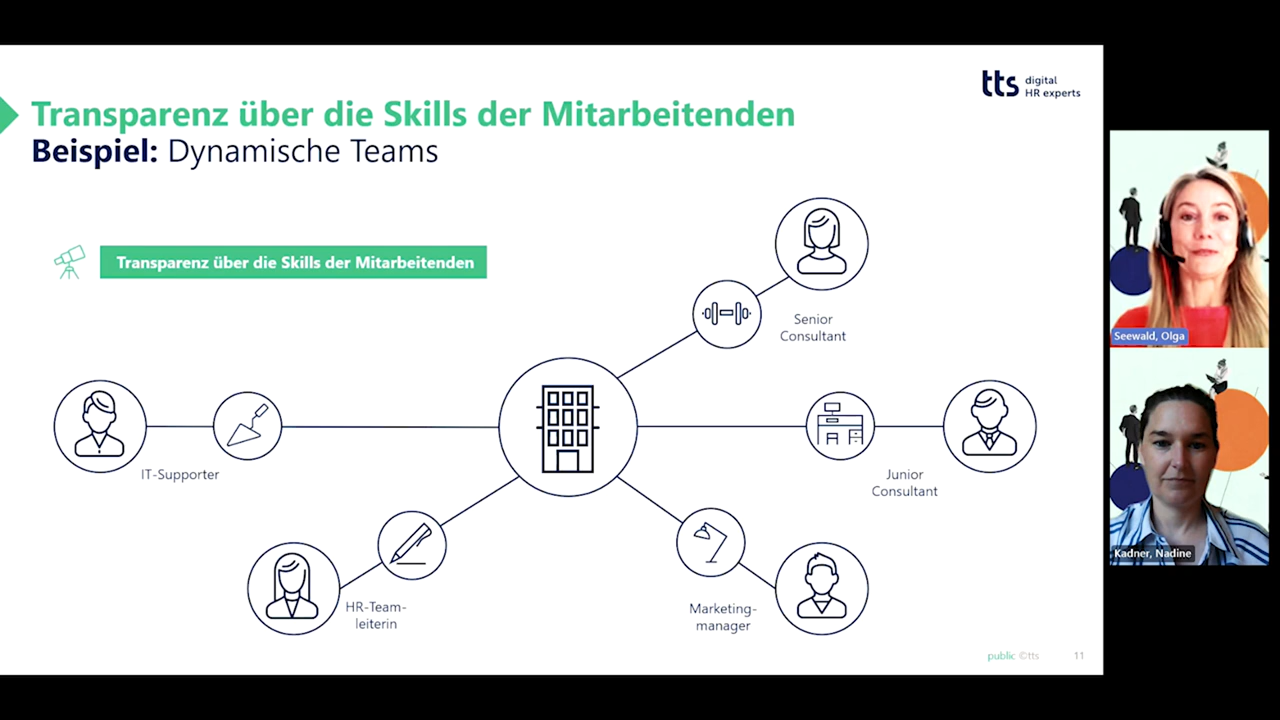 tts digital
HR experts
Transparenz über die Skills der Mitarbeitenden
Beispiel: Dynamische Teams
Transparenz über die Skills der Mitarbeitenden
Senior
Consultant
IT-Supporter
Junior
Consultant
HR-Team-
leiterin
Marketing-
manager
public ©tts 11
Seewald, Olga
Kadner, Nadine